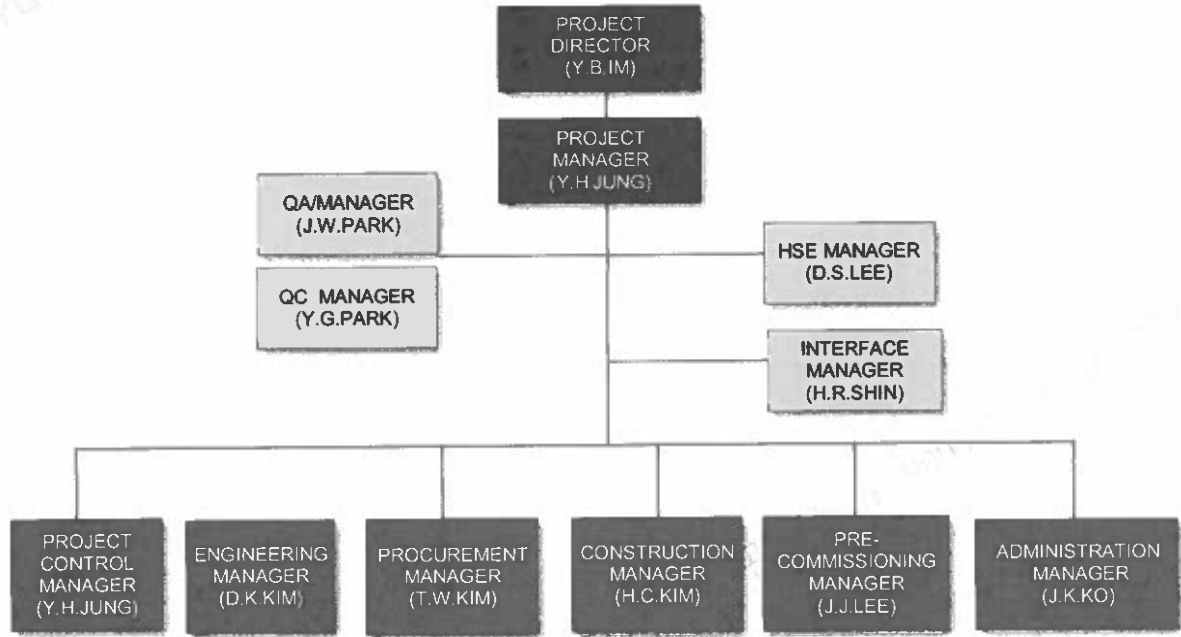 PROJECT
DIRECTOR
(Y.B.IM)
PROJECT
MANAGER
(Y.H.JUNG)
QA/MANAGER
(J.W.PARK)
QC MANAGER
(Y.G.PARK)
HSE MANAGER
(D.S.LEE)
INTERFACE
MANAGER
(H.R.SHIN)
PROJECT
CONTROL
MANAGER
(Y.H.JUNG)
ENGINEERING
MANAGER
(D.K.KIM)
PROCUREMENT
MANAGER
(T.W.KIM)
CONSTRUCTION
MANAGER
(H.C.KIM)
PRE-
COMMISSIONING
MANAGER
(J.J.LEE)
ADMINISTRATION
MANAGER
(J.K.KO)